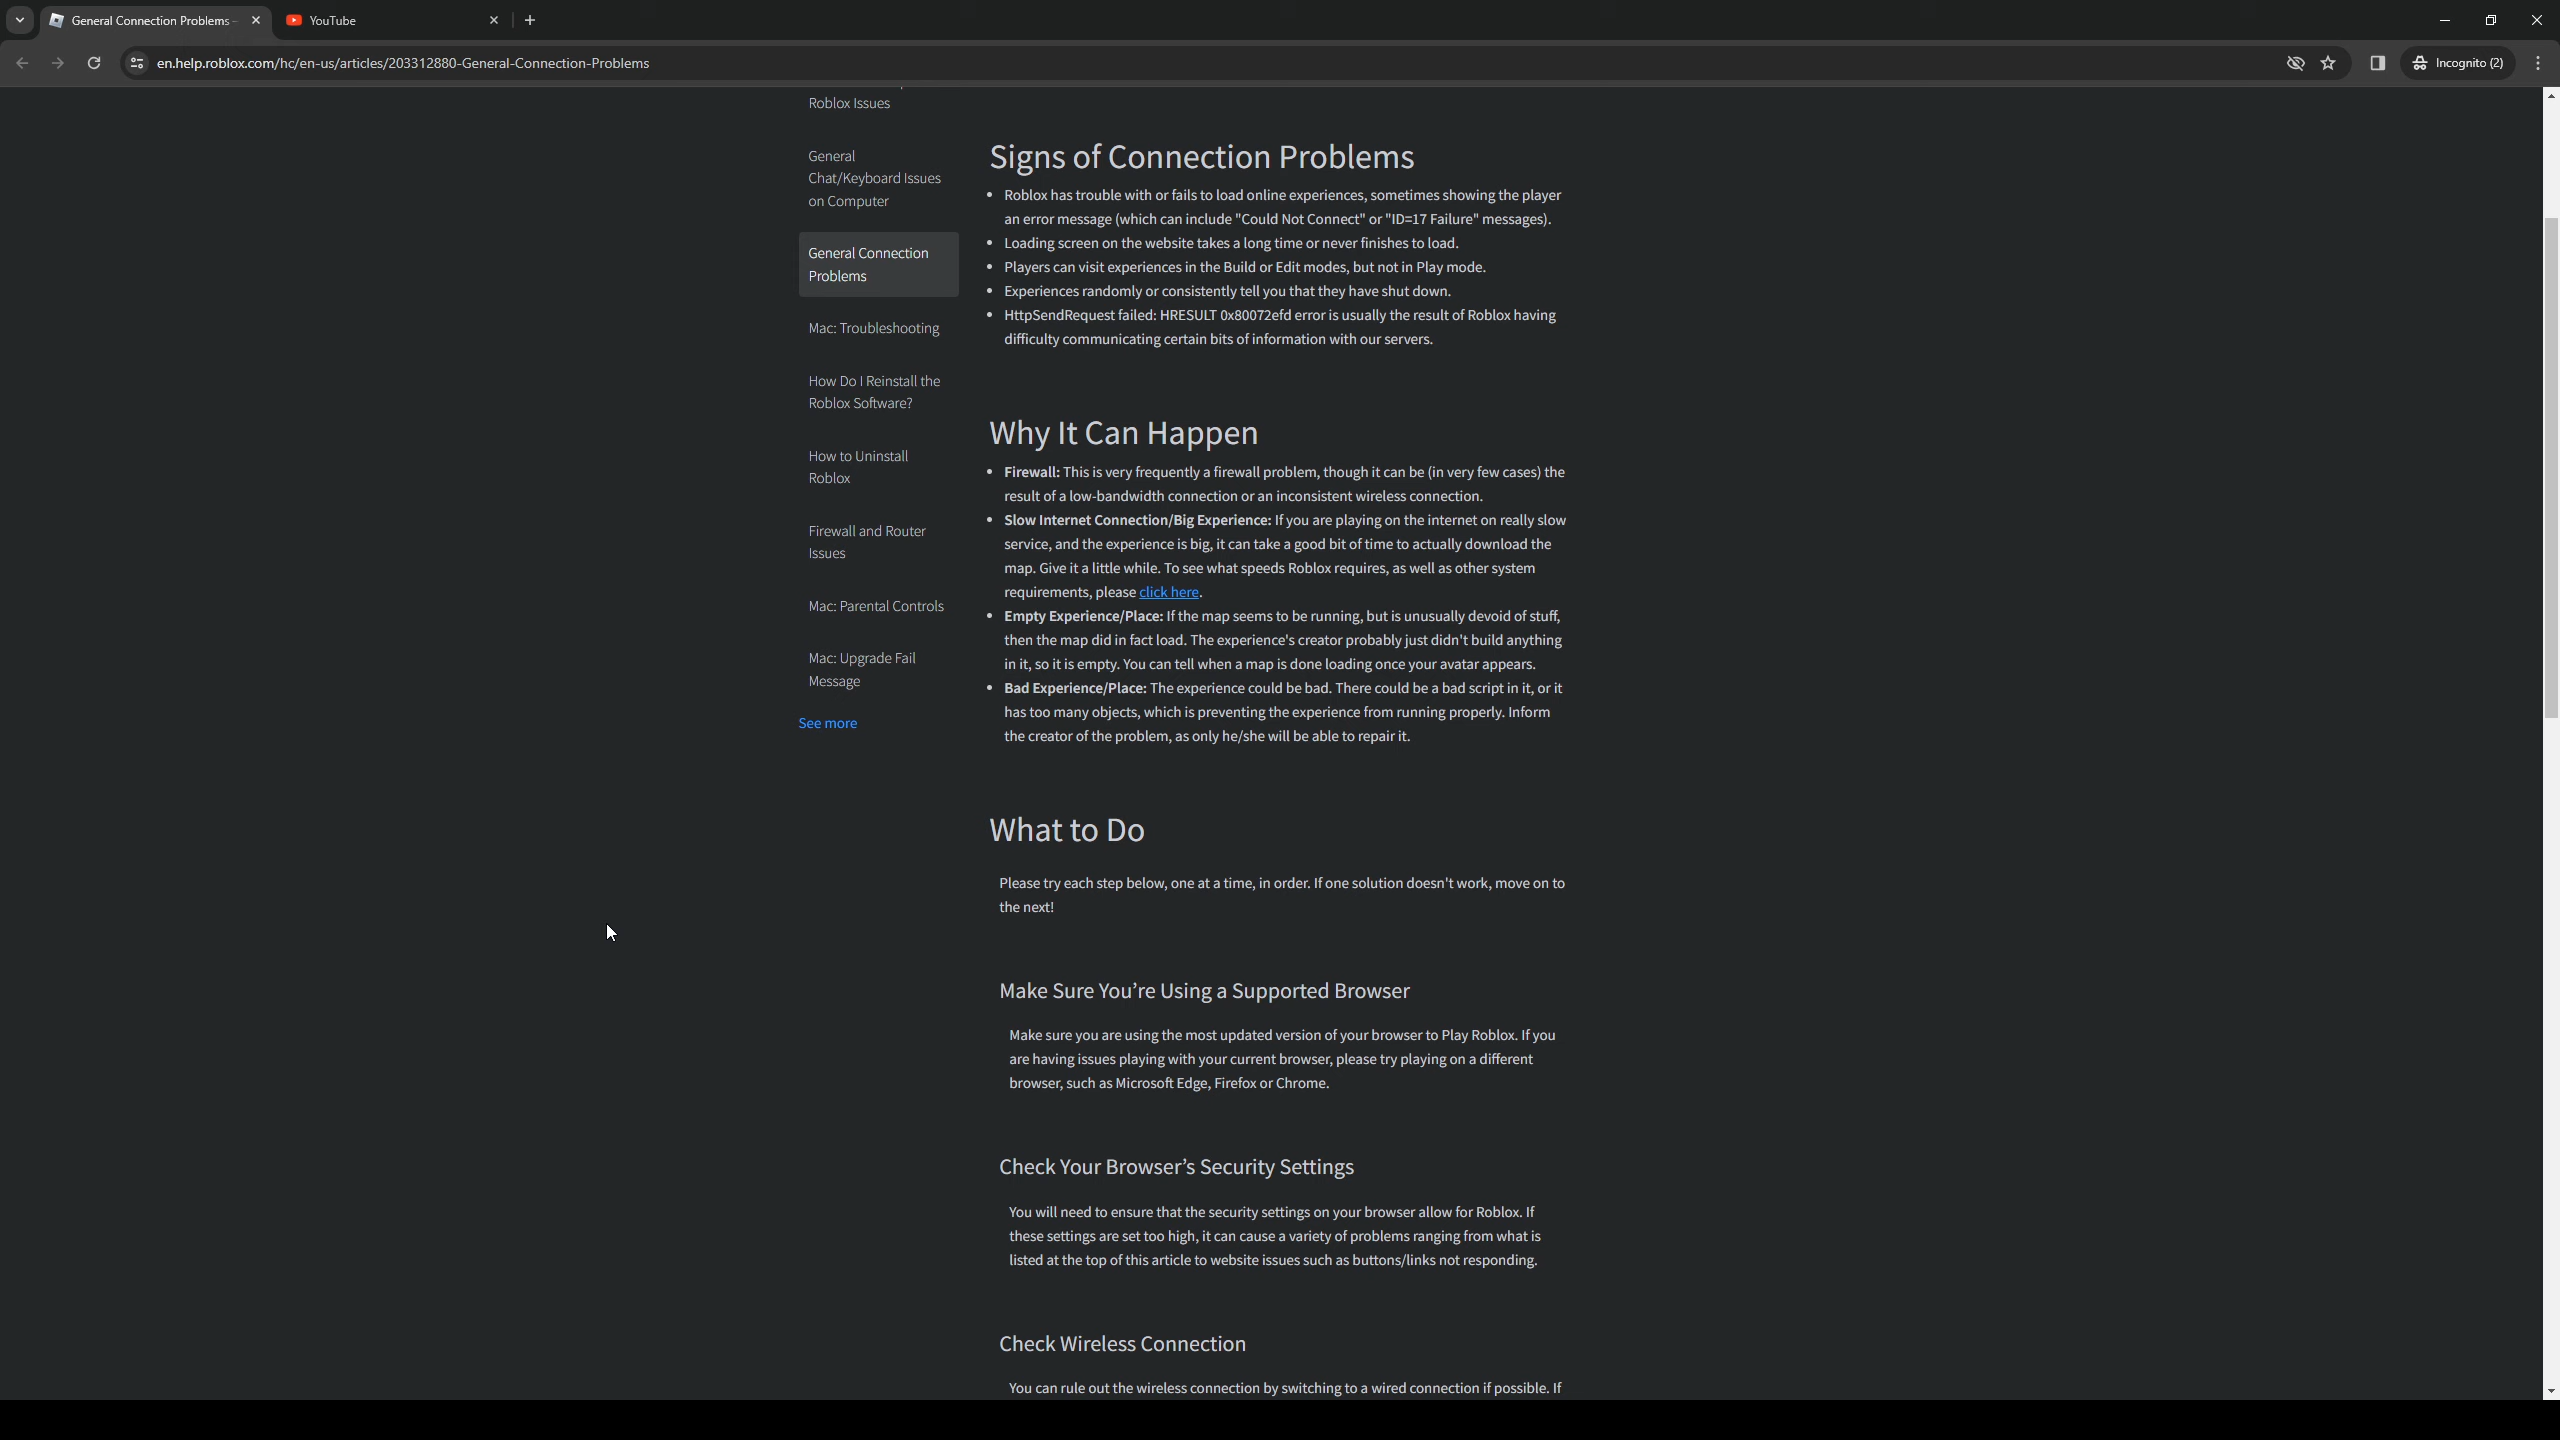 General Connection Problems -
YouTube
en.help.roblox.com/hc/en-us/articles/203312880-General-Connection-Problems
Incognito (2)
Roblox Issues
General
Chat/Keyboard Issues
on Computer
General Connection
Problems
Mac: Troubleshooting
How Do I Reinstall the
Roblox Software?
How to Uninstall
Roblox
Firewall and Router
Issues
Mac: Parental Controls
Mac: Upgrade Fail
Message
See more
Signs of Connection Problems
• Roblox has trouble with or fails to load online experiences, sometimes showing the player
an error message (which can include "Could Not Connect" or "ID=17 Failure" messages).
• Loading screen on the website takes a long time or never finishes to load.
• Players can visit experiences in the Build or Edit modes, but not in Play mode.
• Experiences randomly or consistently tell you that they have shut down.
• HttpSendRequest failed: HRESULT 0x80072efd error is usually the result of Roblox having
difficulty communicating certain bits of information with our servers.
Why It Can Happen
• Firewall: This is very frequently a firewall problem, though it can be (in very few cases) the
result of a low-bandwidth connection or an inconsistent wireless connection.
• Slow Internet Connection/Big Experience: If you are playing on the internet on really slow
service, and the experience is big, it can take a good bit of time to actually download the
map. Give it a little while. To see what speeds Roblox requires, as well as other system
requirements, please click here.
• Empty Experience/Place: If the map seems to be running, but is unusually devoid of stuff,
then the map did in fact load. The experience's creator probably just didn't build anything
in it, so it is empty. You can tell when a map is done loading once your avatar appears.
• Bad Experience/Place: The experience could be bad. There could be a bad script in it, or it
has too many objects, which is preventing the experience from running properly. Inform
the creator of the problem, as only he/she will be able to repair it.
What to Do
Please try each step below, one at a time, in order. If one solution doesn't work, move on to
the next!
Make Sure You’re Using a Supported Browser
Make sure you are using the most updated version of your browser to Play Roblox. If you
are having issues playing with your current browser, please try playing on a different
browser, such as Microsoft Edge, Firefox or Chrome.
Check Your Browser’s Security Settings
You will need to ensure that the security settings on your browser allow for Roblox. If
these settings are set too high, it can cause a variety of problems ranging from what is
listed at the top of this article to website issues such as buttons/links not responding.
Check Wireless Connection
You can rule out the wireless connection by switching to a wired connection if possible. If